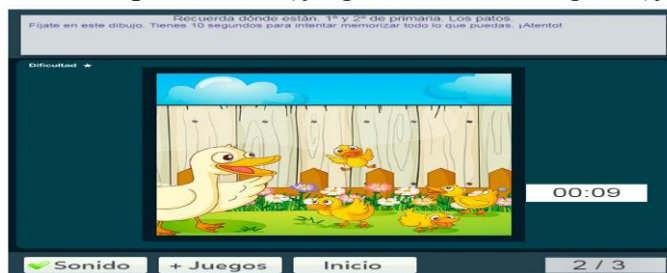 Recuerda dónde están. 1º y 2º de primaria. Los patos.
Fíjate en este dibujo. Tienes 10 segundos para intentar memorizar todo lo que puedas. ¡Atento!
Dificultad ★
00:09
Sonido + Juegos Inicio 2 / 3